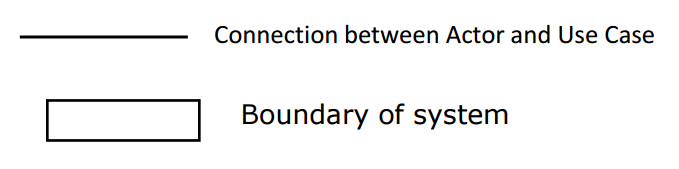 Connection between Actor and Use Case
Boundary of system